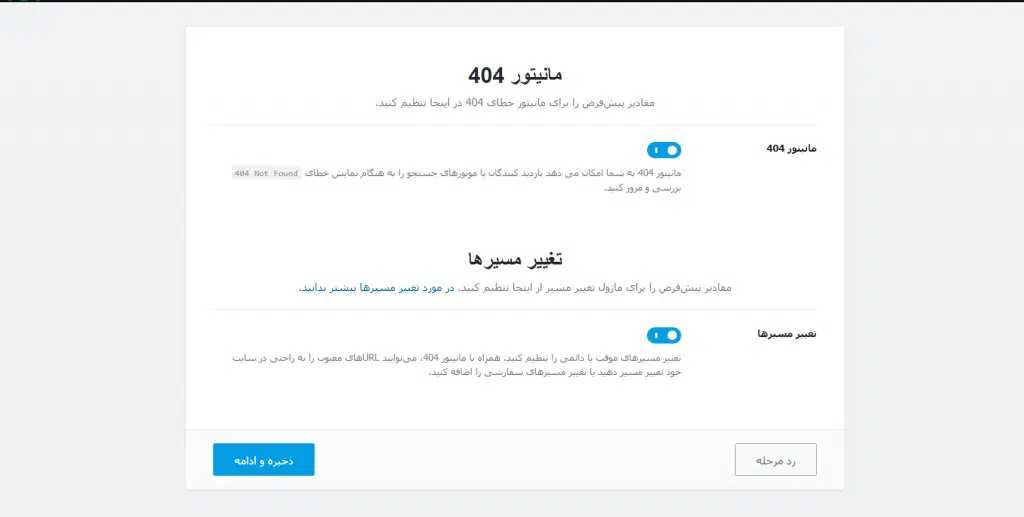 مانیتور 404
مقادیر پیش‌فرض را برای مانیتور خطای 404 در اینجا تنظیم کنید.
مانیتور 404
مانیتور 404 به شما امکان می دهد بازدید کنندگان یا موتورهای جستجو را به هنگام نمایش خطای 404 Not Found
بررسی و مرور کنید.
تغییر مسیرها
مقادیر پیش‌فرض را برای ماژول تغییر مسیر از اینجا تنظیم کنید. در مورد تغییر مسیرها بیشتر بدانید.
تغییر مسیرها
تغییر مسیرهای موقت یا دائمی را تنظیم کنید. همراه با مانیتور 404، می‌توانید URLهای معیوب را به راحتی در سایت
خود تغییر مسیر دهید یا تغییر مسیرهای سفارشی را اضافه کنید.
رد مرحله
ذخیره و ادامه